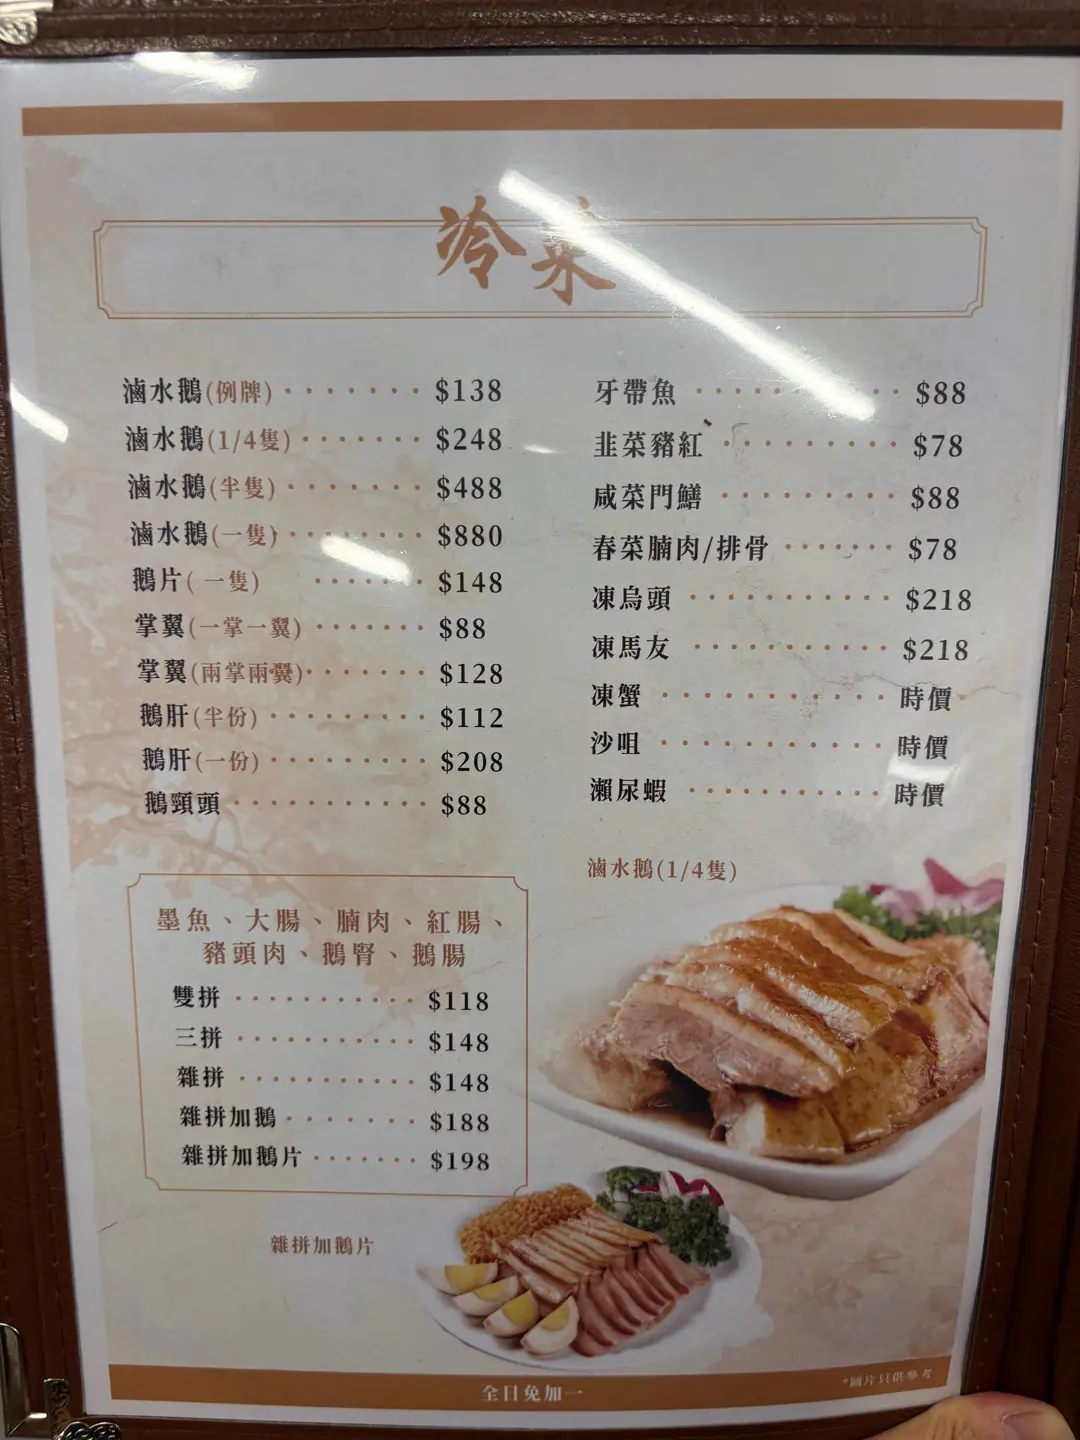 冷菜
滷水鵝(例牌) $138
滷水鵝(1/4隻) $248
滷水鵝(半隻) $488
滷水鵝(一隻) $880
鵝片(一隻) $148
掌翼(一掌一翼) $88
掌翼(兩掌兩翼) $128
鵝肝(半份) $112
鵝肝(一份) $208
鵝頸頭 $88
墨魚、大腸、腩肉、紅腸、
豬頭肉、鵝腎、鵝腸
雙拼 $118
三拼 $148
雜拼 $148
雜拼加鵝 $188
雜拼加鵝片 $198
雜拼加鵝片
牙帶魚 $88
韭菜豬紅 $78
咸菜門鱔 $88
春菜腩肉/排骨 $78
凍烏頭 $218
凍馬友 $218
凍蟹 時價
沙咀 時價
瀨尿蝦 時價
滷水鵝(1/4隻)
全日免加一
*圖片只供參考